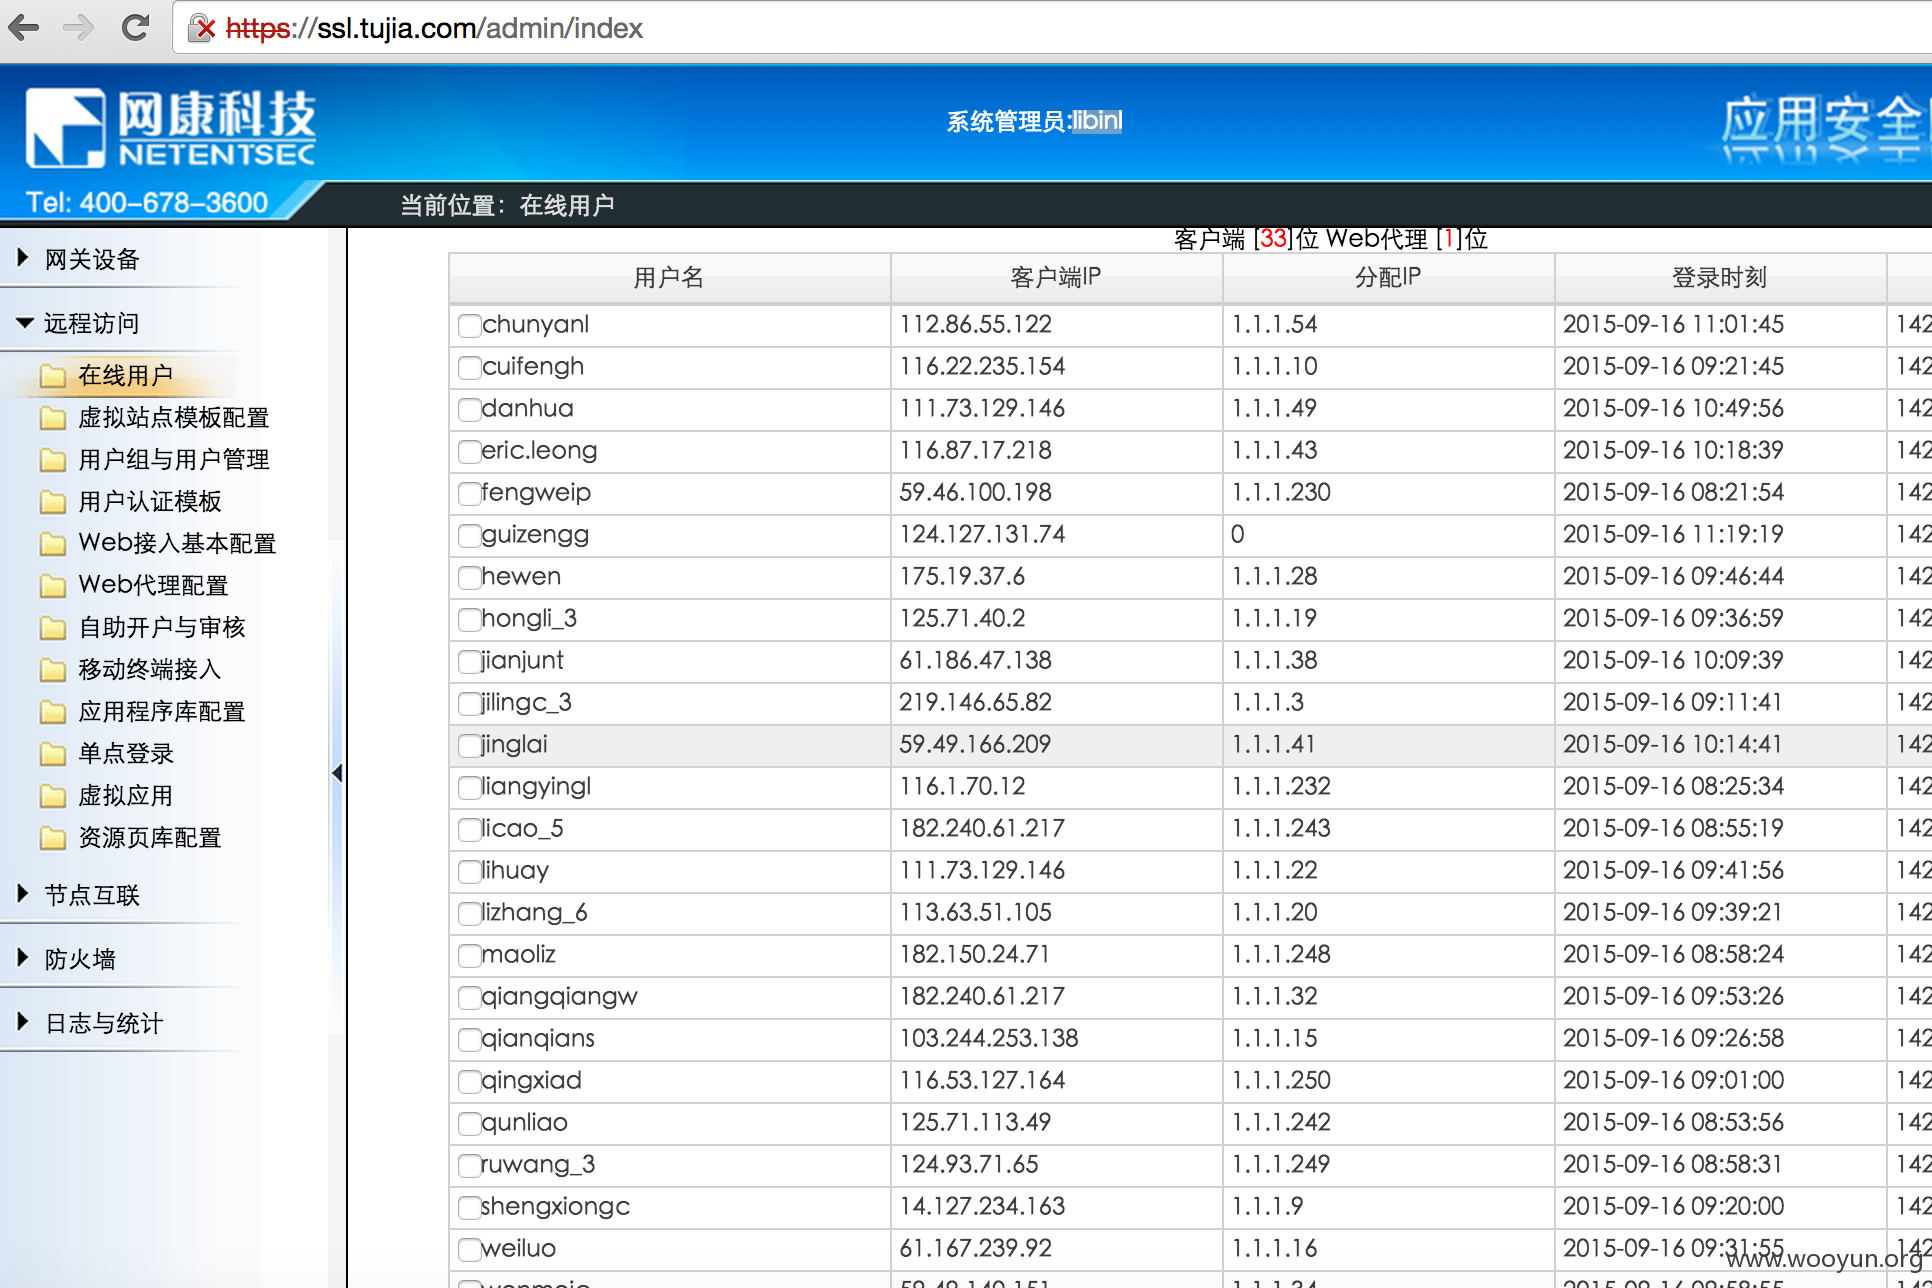 https://ssl.tujia.com/admin/index
网康科技
NETENTSEC
系统管理员:libinl
应用安全
Tel: 400-678-3600
当前位置: 在线用户
网关设备
远程访问
在线用户
虚拟站点模板配置
用户组与用户管理
用户认证模板
Web接入基本配置
Web代理配置
自助开户与审核
移动终端接入
应用程序库配置
单点登录
虚拟应用
资源页库配置
节点互联
防火墙
日志与统计
客户端 [33]位 Web代理 [1]位
用户名 客户端IP 分配IP 登录时刻
chunyanl 112.86.55.122 1.1.1.54 2015-09-16 11:01:45 142
cuifengh 116.22.235.154 1.1.1.10 2015-09-16 09:21:45 142
danhua 111.73.129.146 1.1.1.49 2015-09-16 10:49:56 142
eric.leong 116.87.17.218 1.1.1.43 2015-09-16 10:18:39 142
fengweip 59.46.100.198 1.1.1.230 2015-09-16 08:21:54 142
guizengg 124.127.131.74 0 2015-09-16 11:19:19 142
hewen 175.19.37.6 1.1.1.28 2015-09-16 09:46:44 142
hongli_3 125.71.40.2 1.1.1.19 2015-09-16 09:36:59 142
jianjunt 61.186.47.138 1.1.1.38 2015-09-16 10:09:39 142
jilingc_3 219.146.65.82 1.1.1.3 2015-09-16 09:11:41 142
jinglai 59.49.166.209 1.1.1.41 2015-09-16 10:14:41 142
liangyingl 116.1.70.12 1.1.1.232 2015-09-16 08:25:34 142
licao_5 182.240.61.217 1.1.1.243 2015-09-16 08:55:19 142
lihuay 111.73.129.146 1.1.1.22 2015-09-16 09:41:56 142
lizhang_6 113.63.51.105 1.1.1.20 2015-09-16 09:39:21 142
maoliz 182.150.24.71 1.1.1.248 2015-09-16 08:58:24 142
qiangqiangw 182.240.61.217 1.1.1.32 2015-09-16 09:53:26 142
qianqians 103.244.253.138 1.1.1.15 2015-09-16 09:26:58 142
qingxiad 116.53.127.164 1.1.1.250 2015-09-16 09:01:00 142
qunliao 125.71.113.49 1.1.1.242 2015-09-16 08:53:56 142
ruwang_3 124.93.71.65 1.1.1.249 2015-09-16 08:58:31 142
shengxiongc 14.127.234.163 1.1.1.9 2015-09-16 09:20:00 142
weiluo 61.167.239.92 1.1.1.16 2015-09-16 09:31:55 142
www.wooyun.org